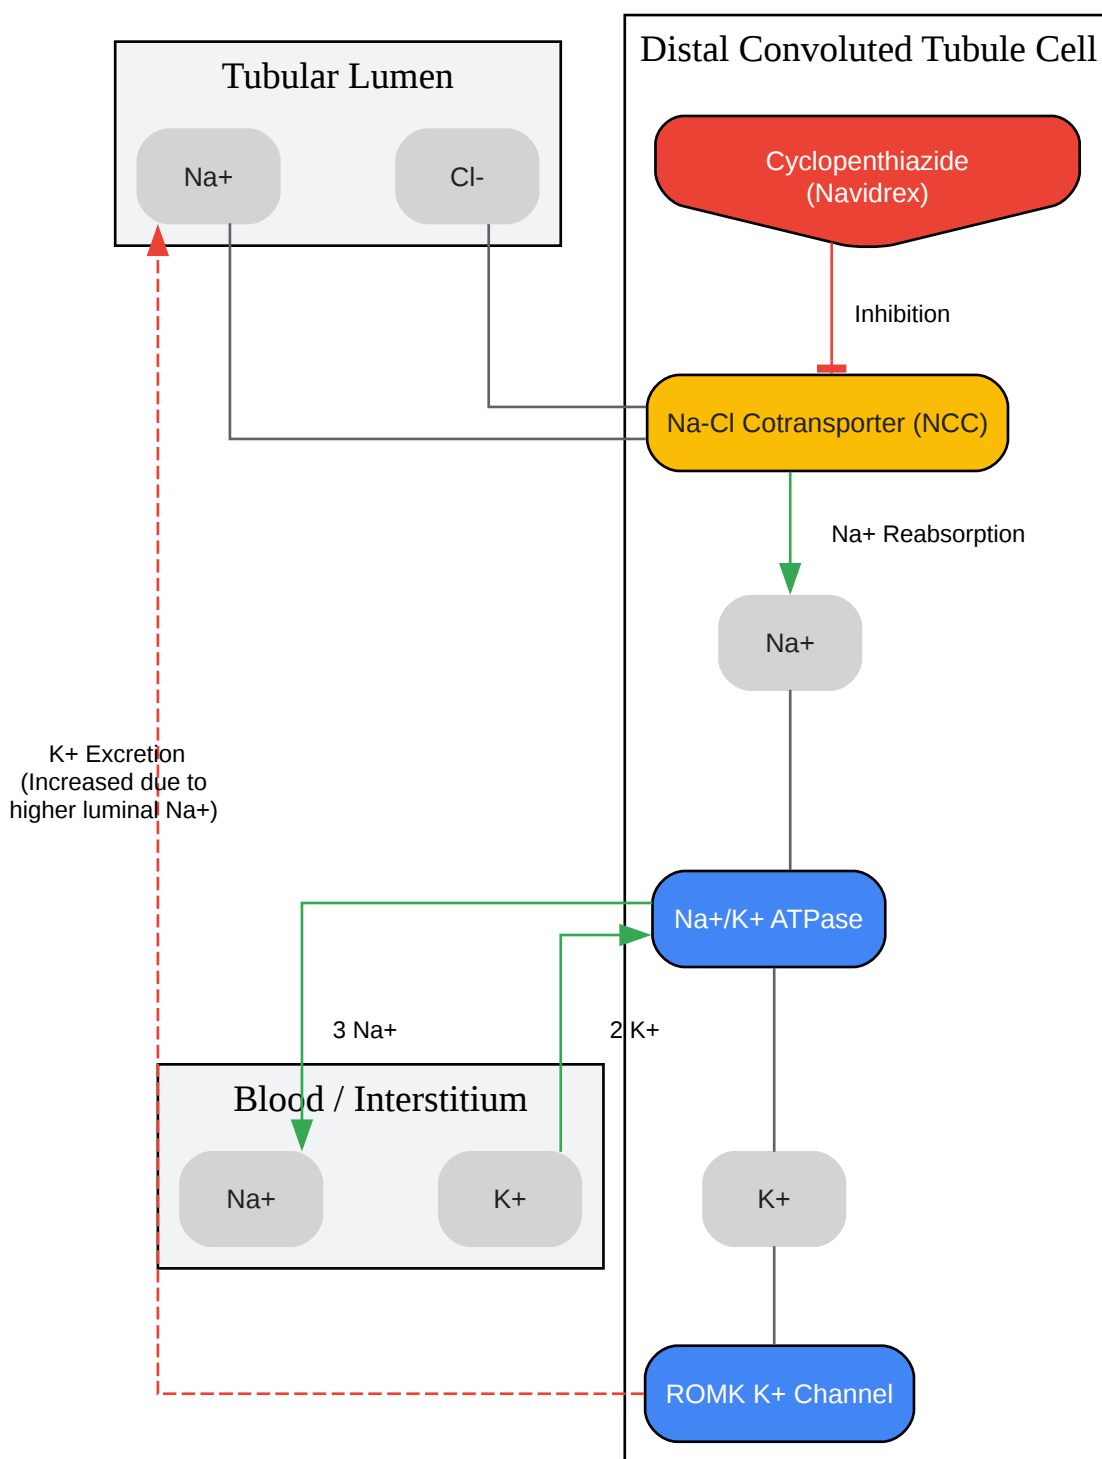 Distal Convoluted Tubule Cell
Tubular Lumen
Na+
Cl-
Cyclopenthiazide
(Navidrex)
Inhibition
Na-Cl Cotransporter (NCC)
Na+ Reabsorption
Na+
K+ Excretion
(Increased due to
higher luminal Na+)
Na+/K+ ATPase
3 Na+
2 K+
Blood / Interstitium
Na+
K+
K+
ROMK K+ Channel